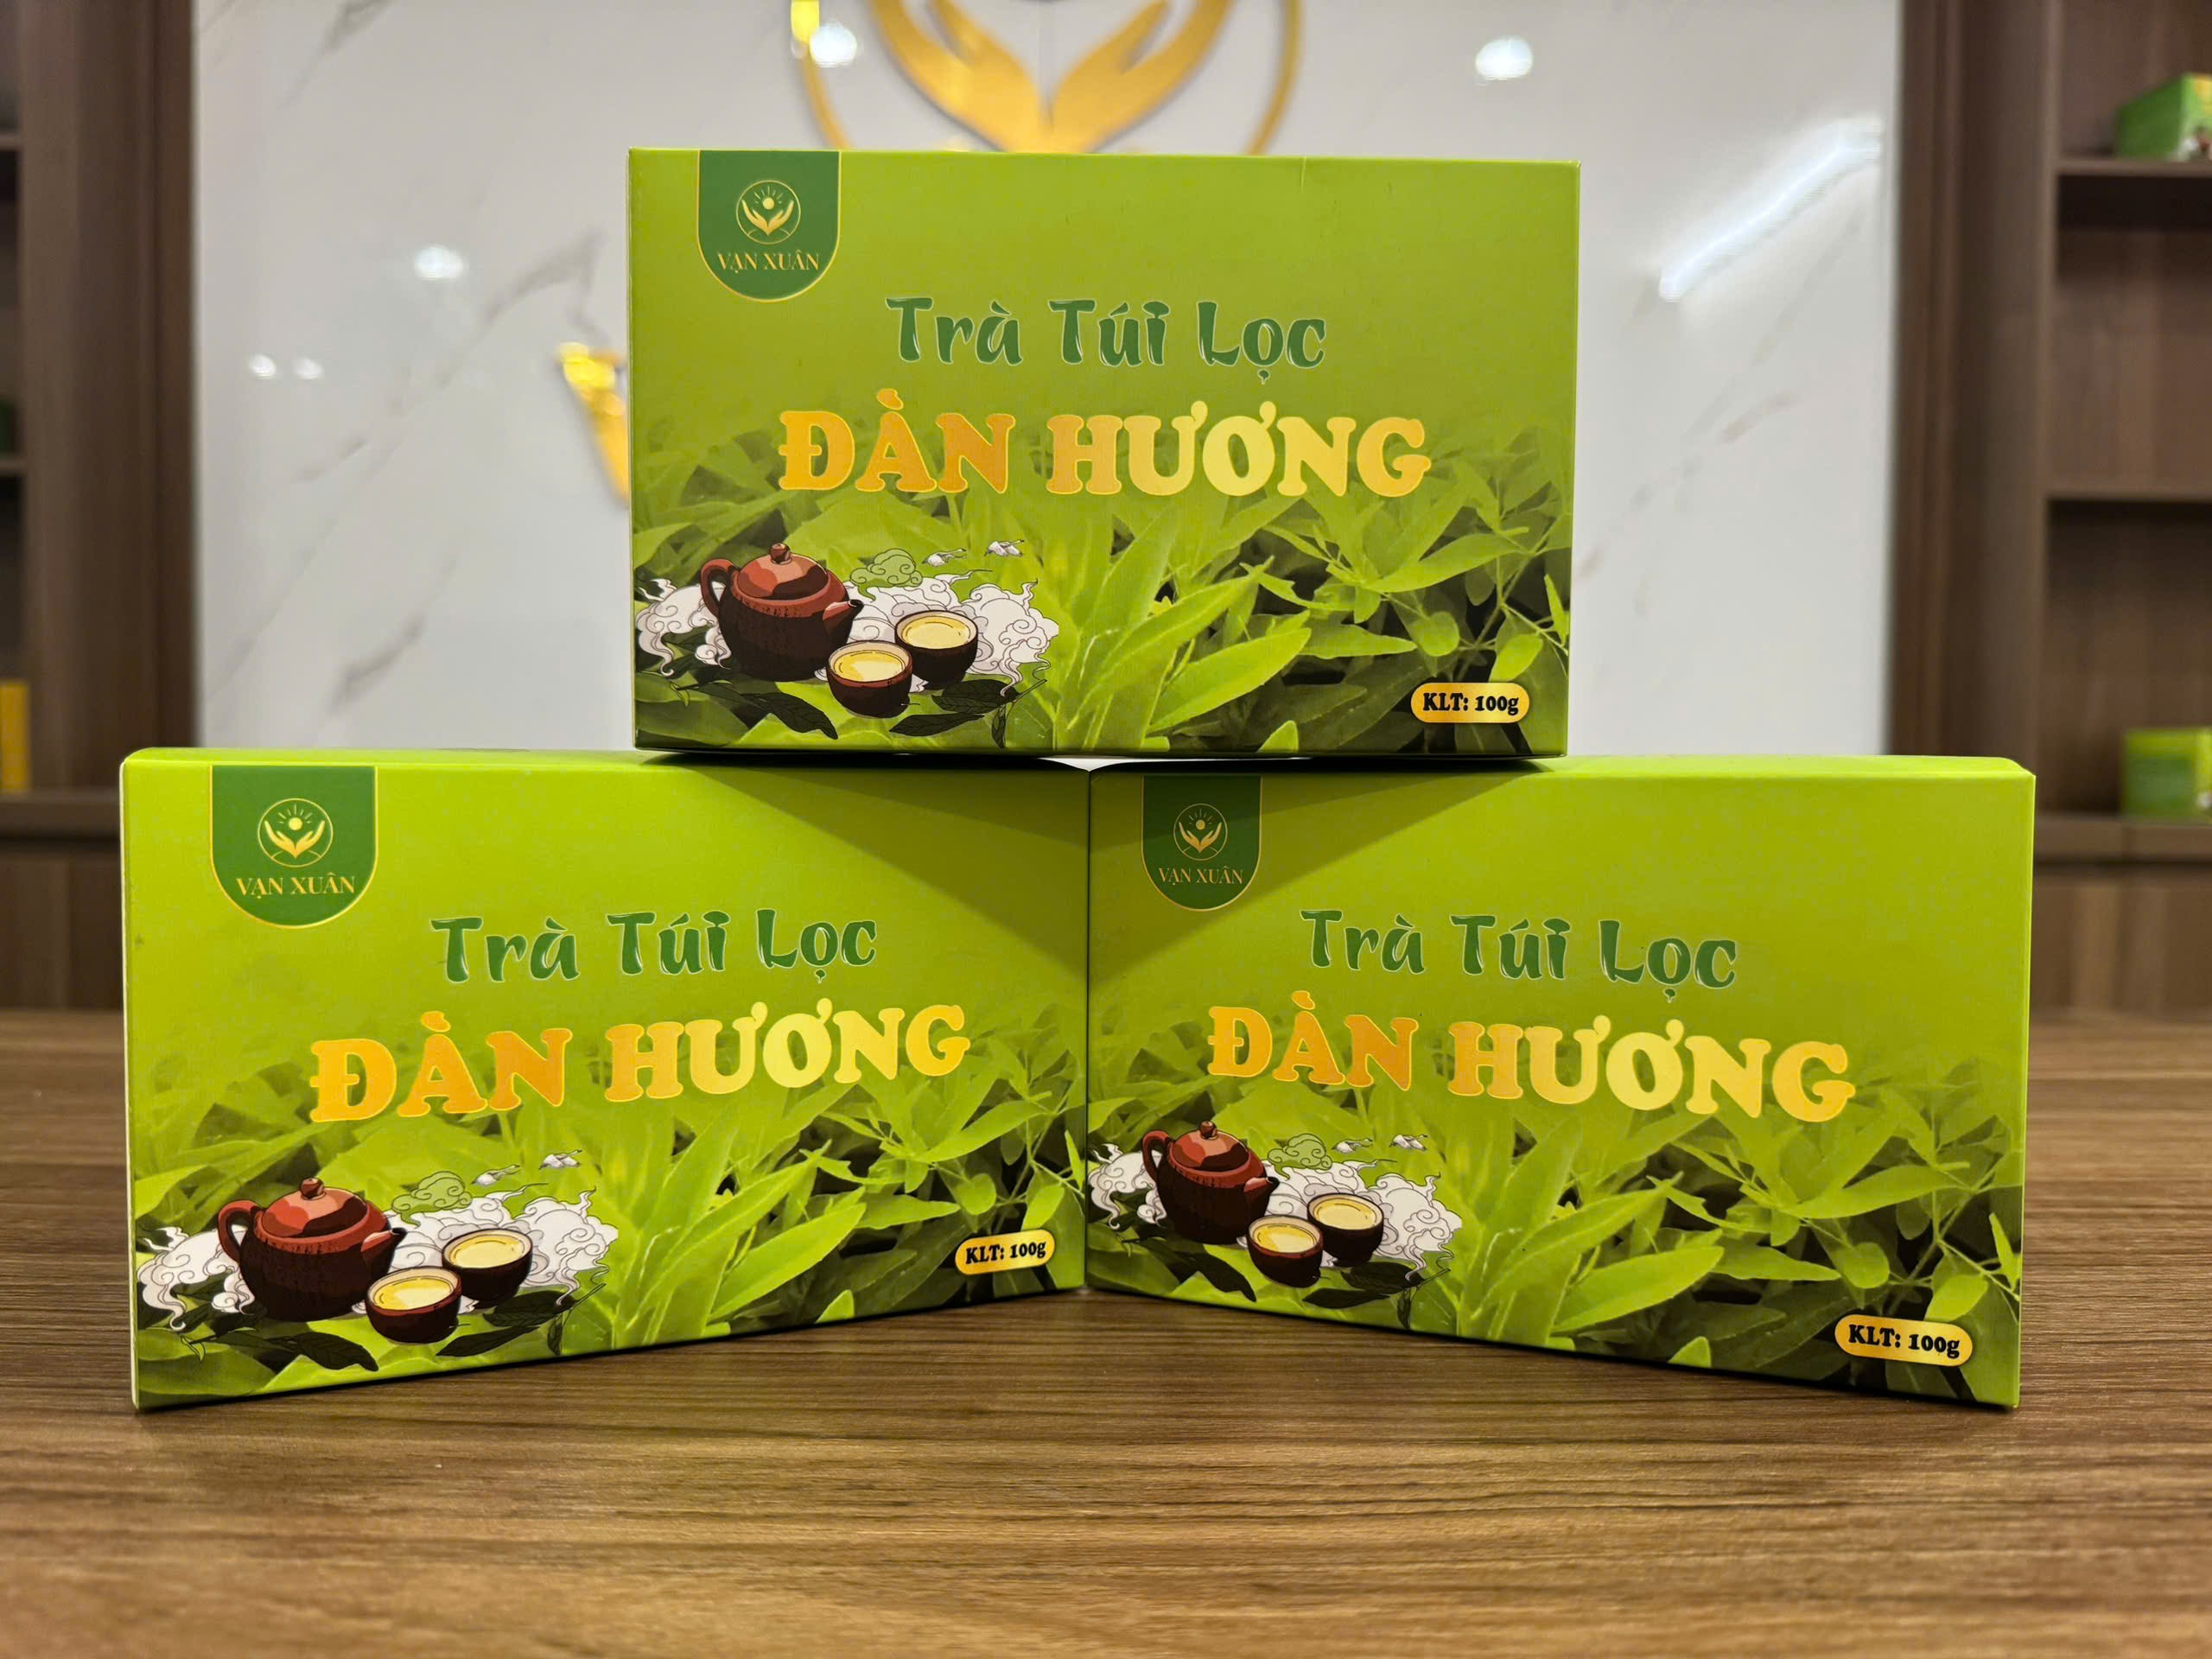 VẠN XUÂN
Trà Túi Lọc
ĐÀN HƯƠNG
KLT: 100g
VẠN XUÂN
Trà Túi Lọc
ĐÀN HƯƠNG
KLT: 100g
VẠN XUÂN
Trà Túi Lọc
ĐÀN HƯƠNG
KLT: 100g